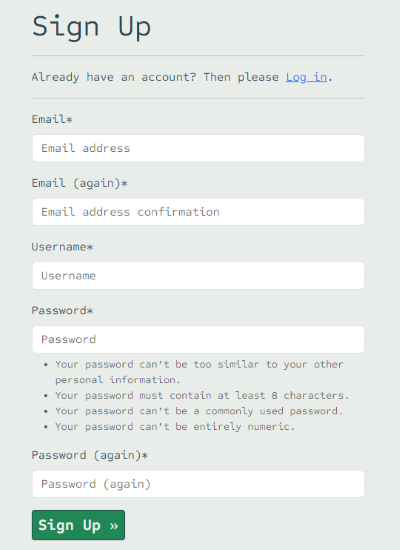 Sign Up
Already have an account? Then please Log in.
Email*
Email address
Email (again)*
Email address confirmation
Username*
Username
Password*
Password
• Your password can't be too similar to your other
personal information.
• Your password must contain at least 8 characters.
• Your password can't be a commonly used password.
• Your password can't be entirely numeric.
Password (again)*
Password (again)
Sign Up »